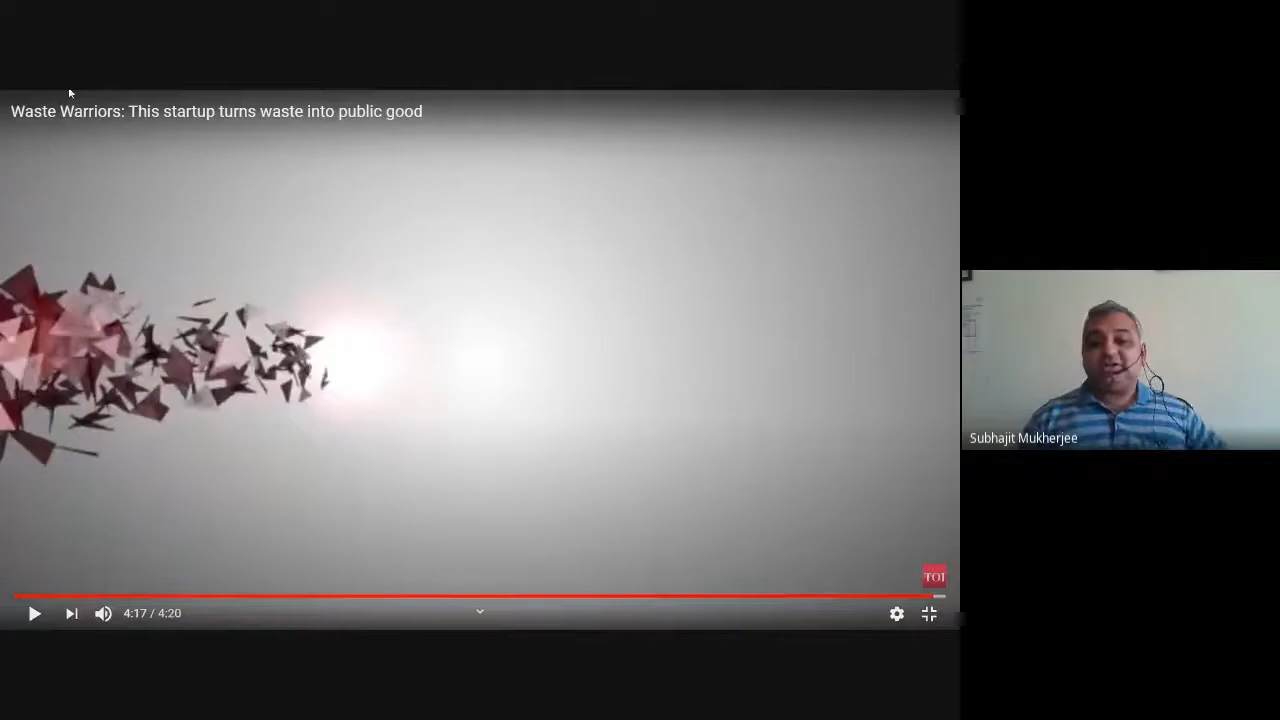 Waste Warriors: This startup turns waste into public good
Subhajit Mukherjee
TOI
4:17 / 4:20